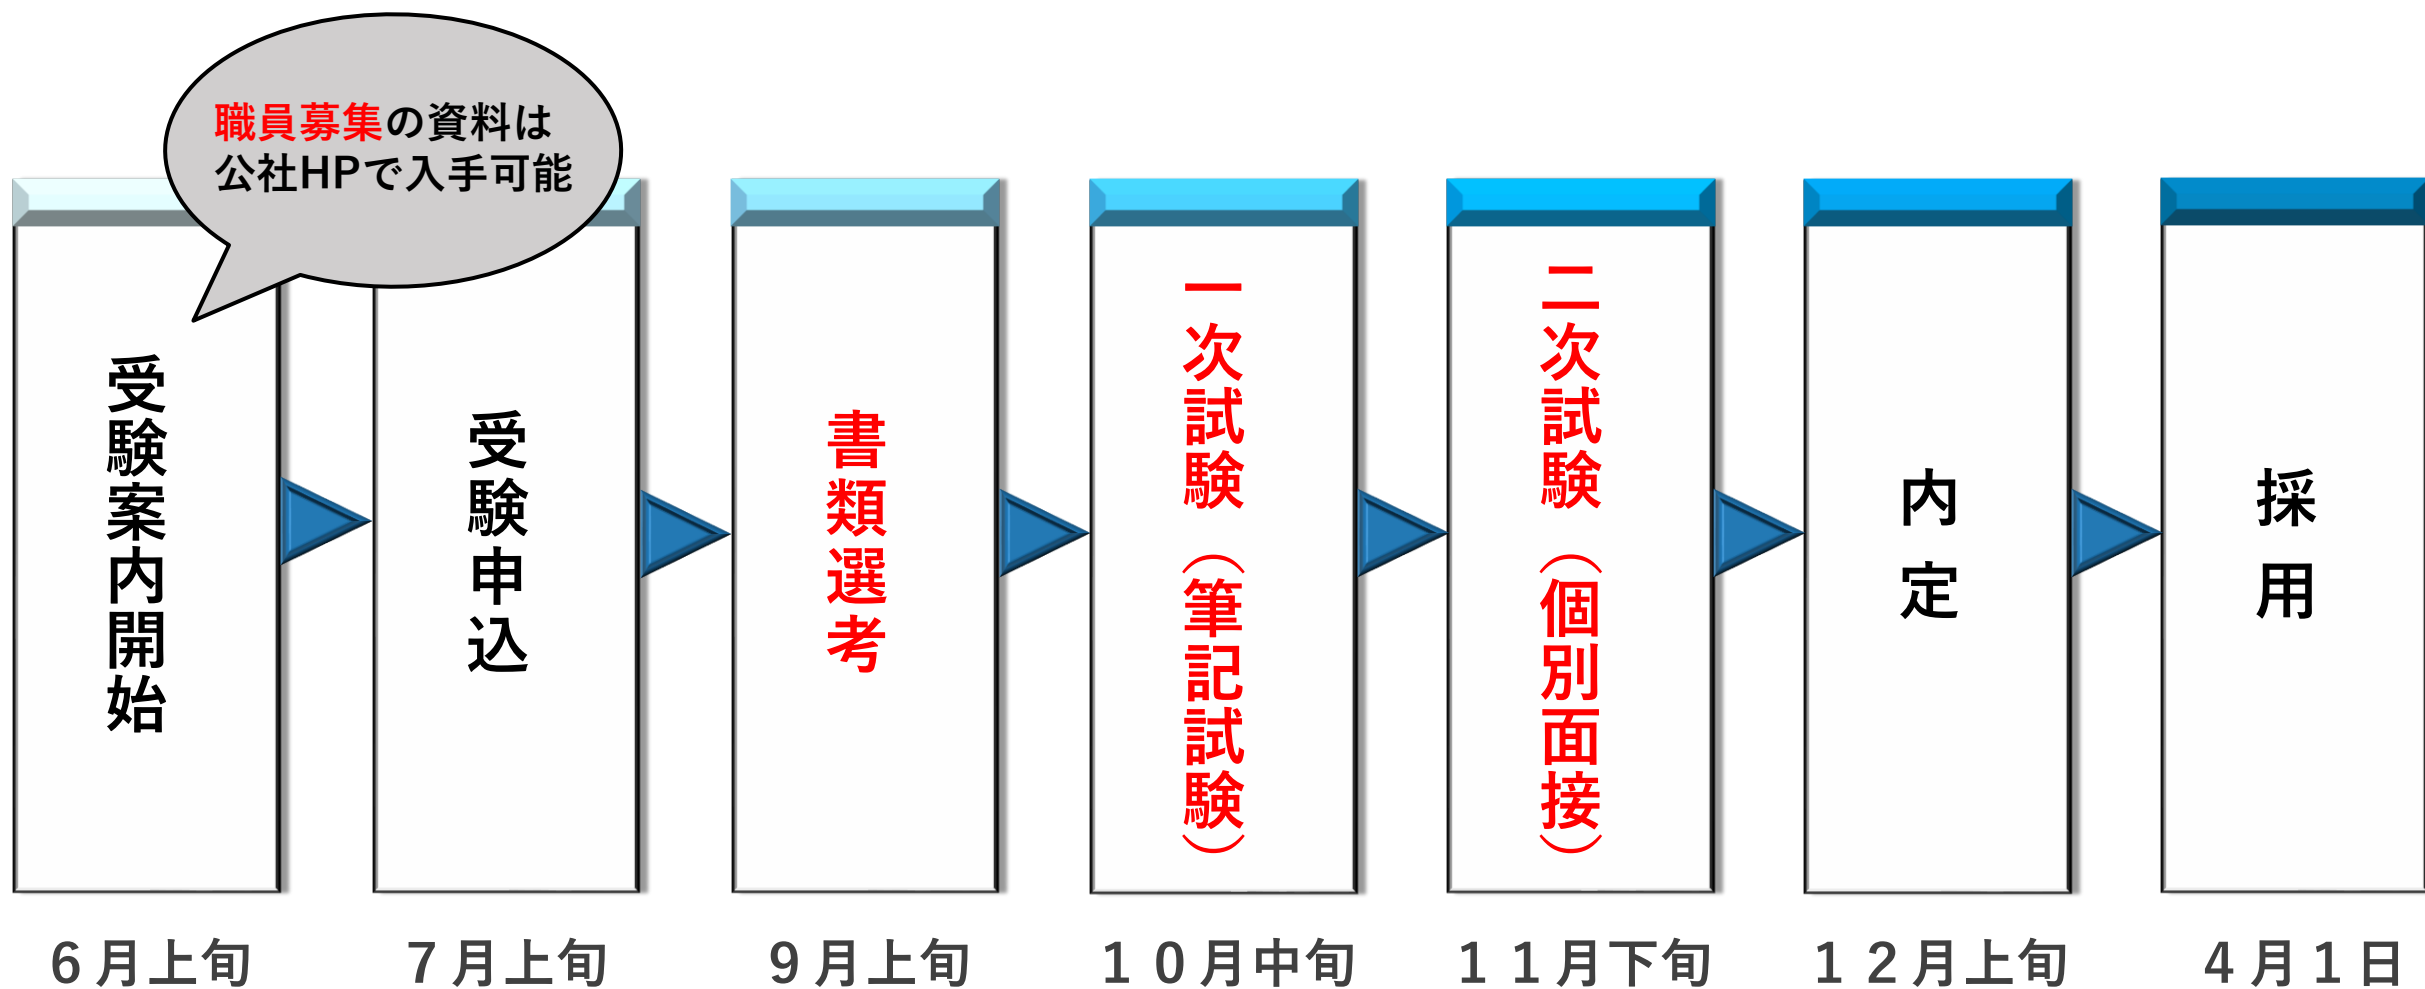 職員募集の資料は
公社HPで入手可能
受験案内開始
受験申込
書類選考
一次試験（筆記試験）
二次試験（個別面接）
内定
採用
６月上旬
７月上旬
９月上旬
１０月中旬
１１月下旬
１２月上旬
４月１日